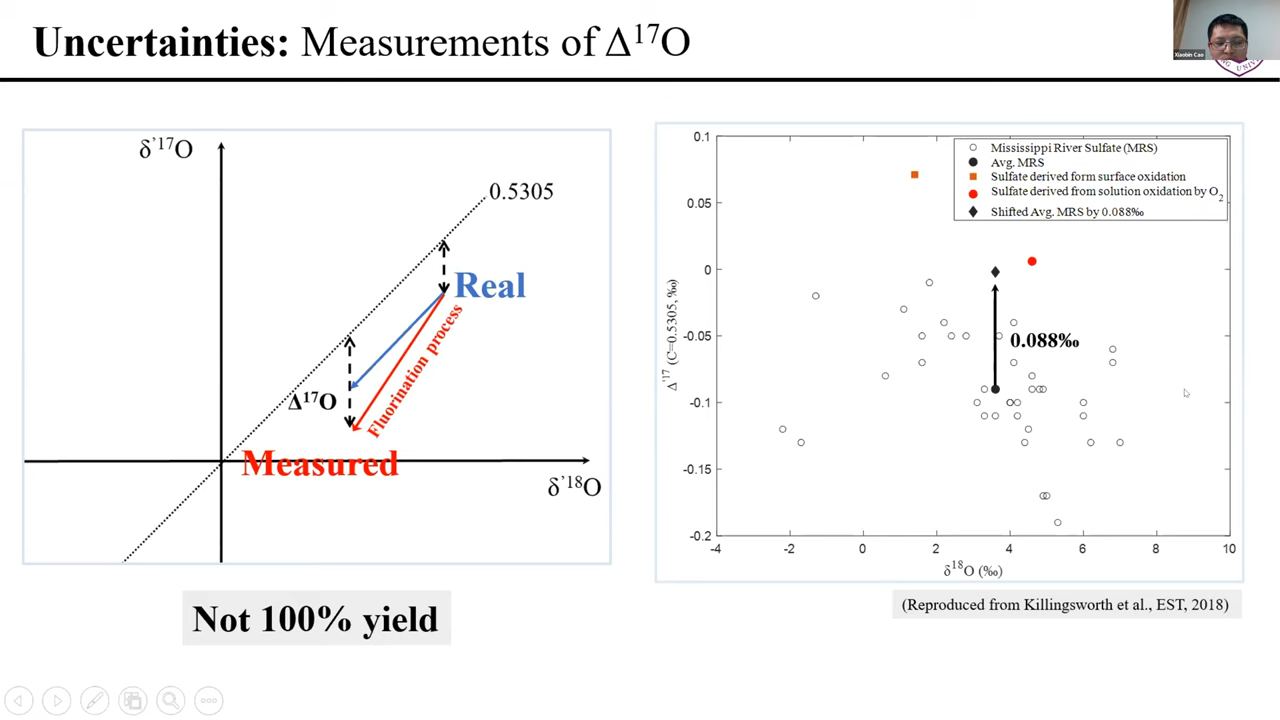 Uncertainties: Measurements of Δ¹⁷O
Xiaobin Cao
δ’¹⁷O
0.5305
Real
Fluorination process
Δ¹⁷O
Measured
δ’¹⁸O
Not 100% yield
0.1
0.05
0
-0.05
-0.1
-0.15
-0.2
Δ'¹⁷ (C=0.5305, ‰)
Mississippi River Sulfate (MRS)
Avg. MRS
Sulfate derived form surface oxidation
Sulfate derived from solution oxidation by O₂
Shifted Avg. MRS by 0.088‰
0.088‰
-4 -2 0 2 4 6 8 10
δ¹⁸O (‰)
(Reproduced from Killingsworth et al., EST, 2018)